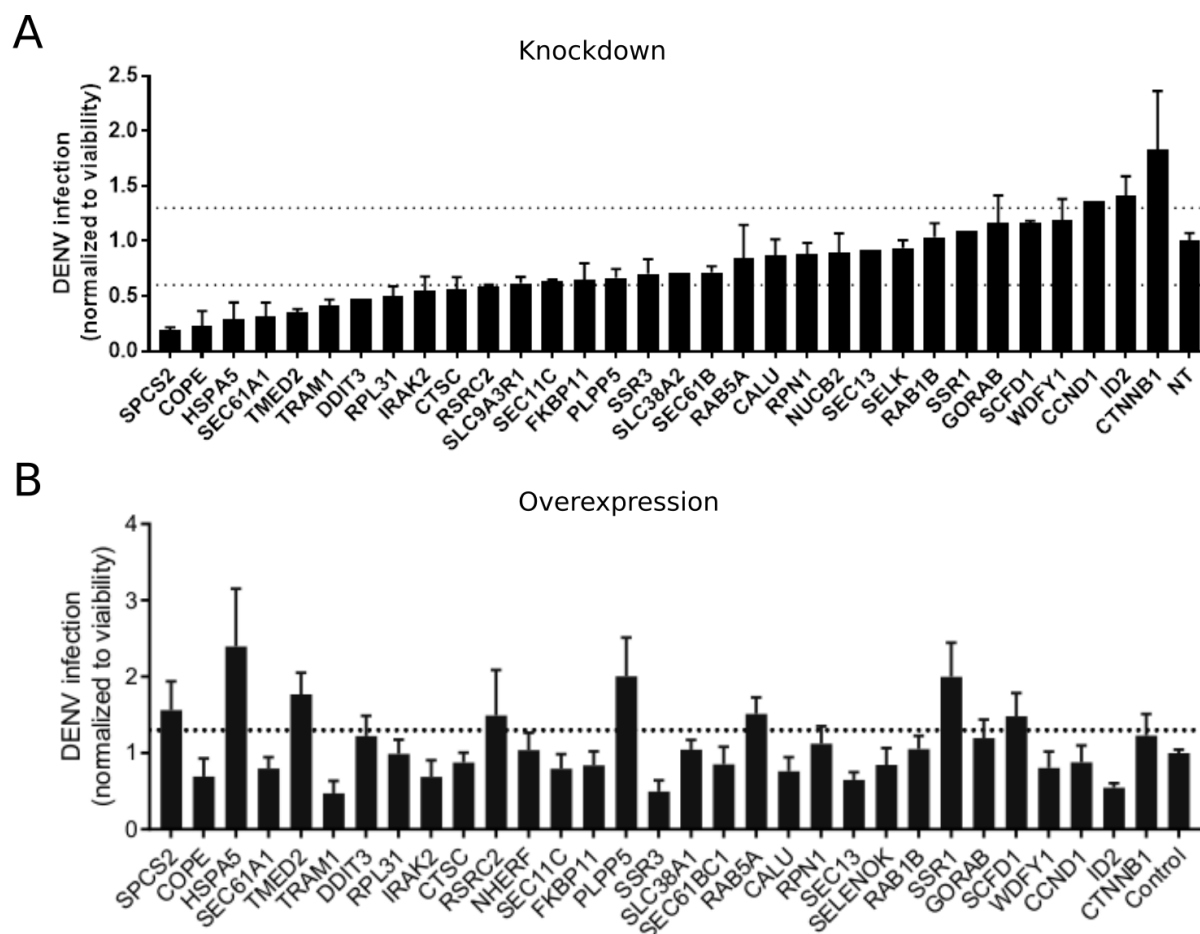 A
Knockdown
DENV infection
(normalized to viaibility)
2.5
2.0
1.5
1.0
0.5
0.0
SPCS2 COPE HSPA5 SEC61A1 TMED2 TRAM1 DDIT3 RPL31 IRAK2 CTSC RSRC2 SLC9A3R1 SEC11C FKBP11 PLPP5 SSR3 SLC38A2 SEC61B RAB5A CALU RPN1 NUCB2 SEC13 SELK RAB1B SSR1 GORAB SCFD1 WDFY1 CCND1 ID2 CTNNB1 NT
B
Overexpression
DENV infection
(normalized to viaibility)
4
3
2
1
0
SPCS2 COPE HSPA5 SEC61A1 TMED2 TRAM1 DDIT3 RPL31 IRAK2 CTSC RSRC2 NHERF SEC11C FKBP11 PLPP5 SSR3 SLC38A1 SEC61BC1 RAB5A CALU RPN1 SEC13 SELENOK RAB1B SSR1 GORAB SCFD1 WDFY1 CCND1 ID2 CTNNB1 Control